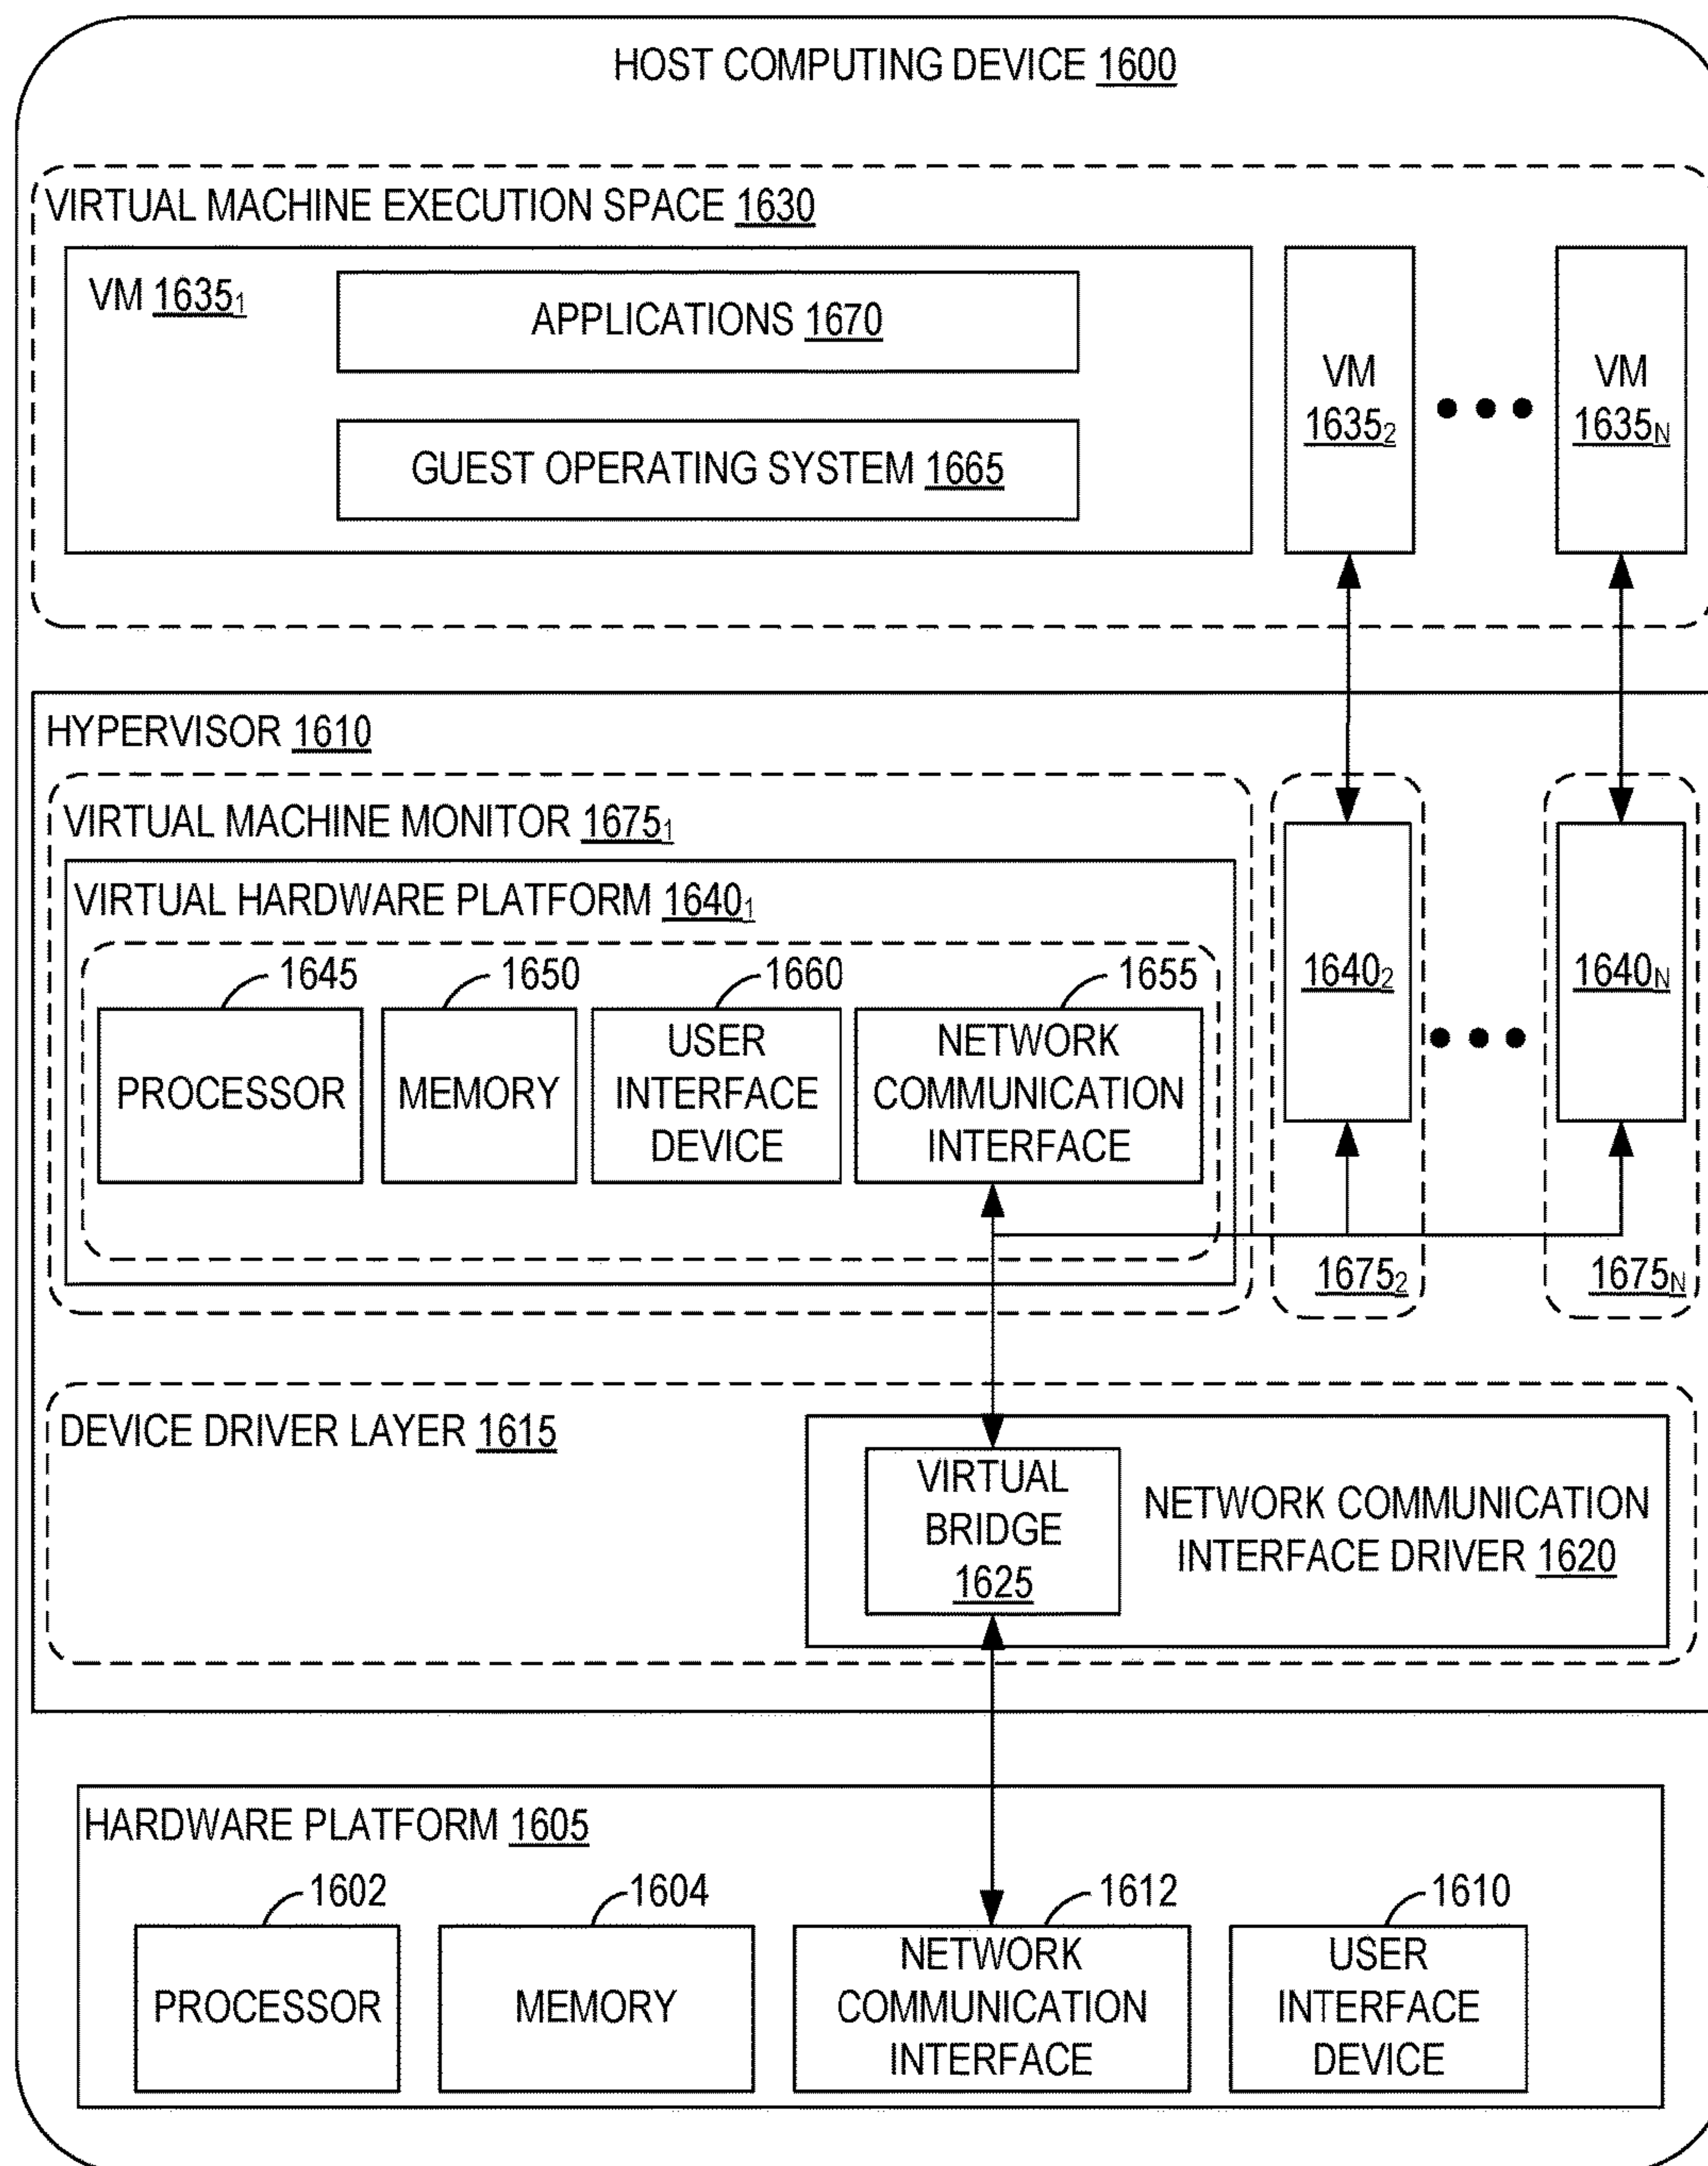 HOST COMPUTING DEVICE 1600
VIRTUAL MACHINE EXECUTION SPACE 1630
VM 1635₁
APPLICATIONS 1670
GUEST OPERATING SYSTEM 1665
VM
1635₂
VM
1635ₙ
HYPERVISOR 1610
VIRTUAL MACHINE MONITOR 1675₁
VIRTUAL HARDWARE PLATFORM 1640₁
1645
PROCESSOR
1650
MEMORY
1660
USER
INTERFACE
DEVICE
1655
NETWORK
COMMUNICATION
INTERFACE
1640₂
1640ₙ
1675₂
1675ₙ
DEVICE DRIVER LAYER 1615
VIRTUAL
BRIDGE
1625
NETWORK COMMUNICATION
INTERFACE DRIVER 1620
HARDWARE PLATFORM 1605
1602
PROCESSOR
1604
MEMORY
1612
NETWORK
COMMUNICATION
INTERFACE
1610
USER
INTERFACE
DEVICE